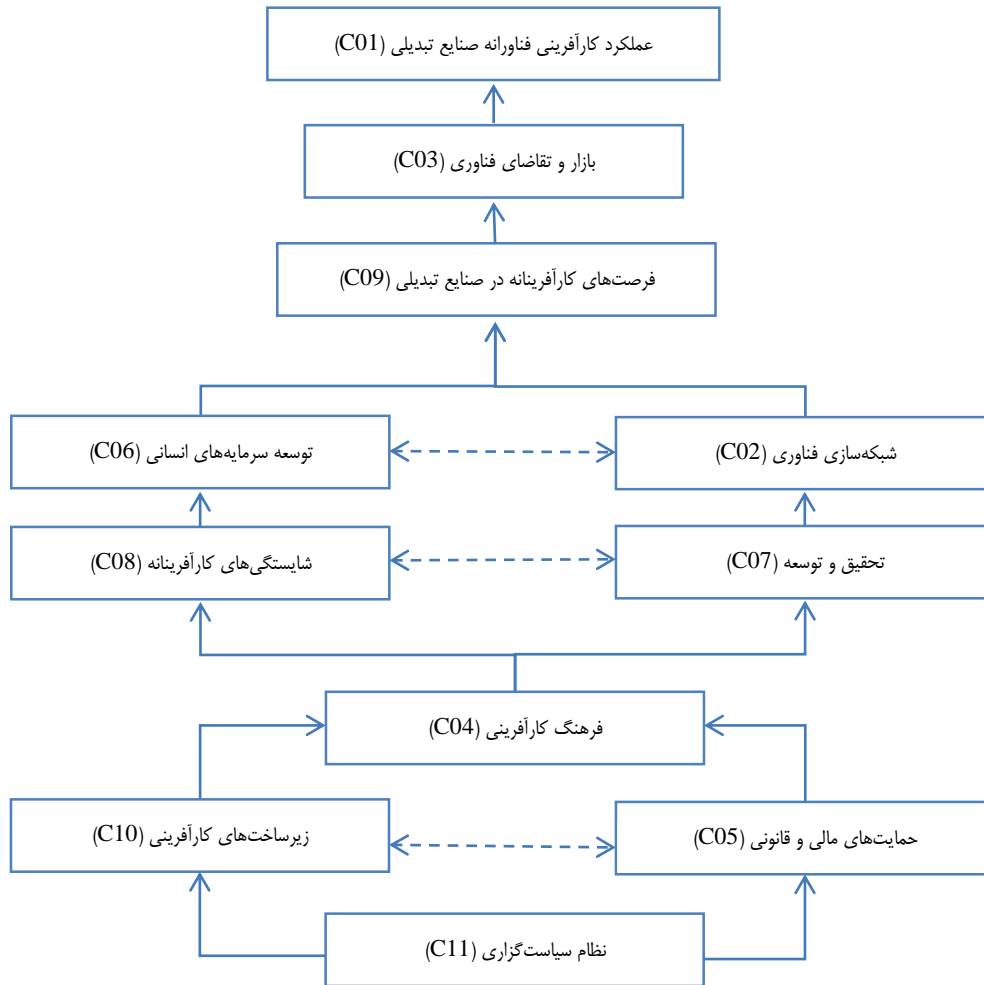 عملکرد کارآفرینی فناورانه صنایع تبدیلی (C01)
بازار و تقاضای فناوری (C03)
فرصت‌های کارآفرینانه در صنایع تبدیلی (C09)
شبکه‌سازی فناوری (C02)
توسعه سرمایه‌های انسانی (C06)
تحقیق و توسعه (C07)
شایستگی‌های کارآفرینانه (C08)
فرهنگ کارآفرینی (C04)
حمایت‌های مالی و قانونی (C05)
زیرساخت‌های کارآفرینی (C10)
نظام سیاست‌گزاری (C11)